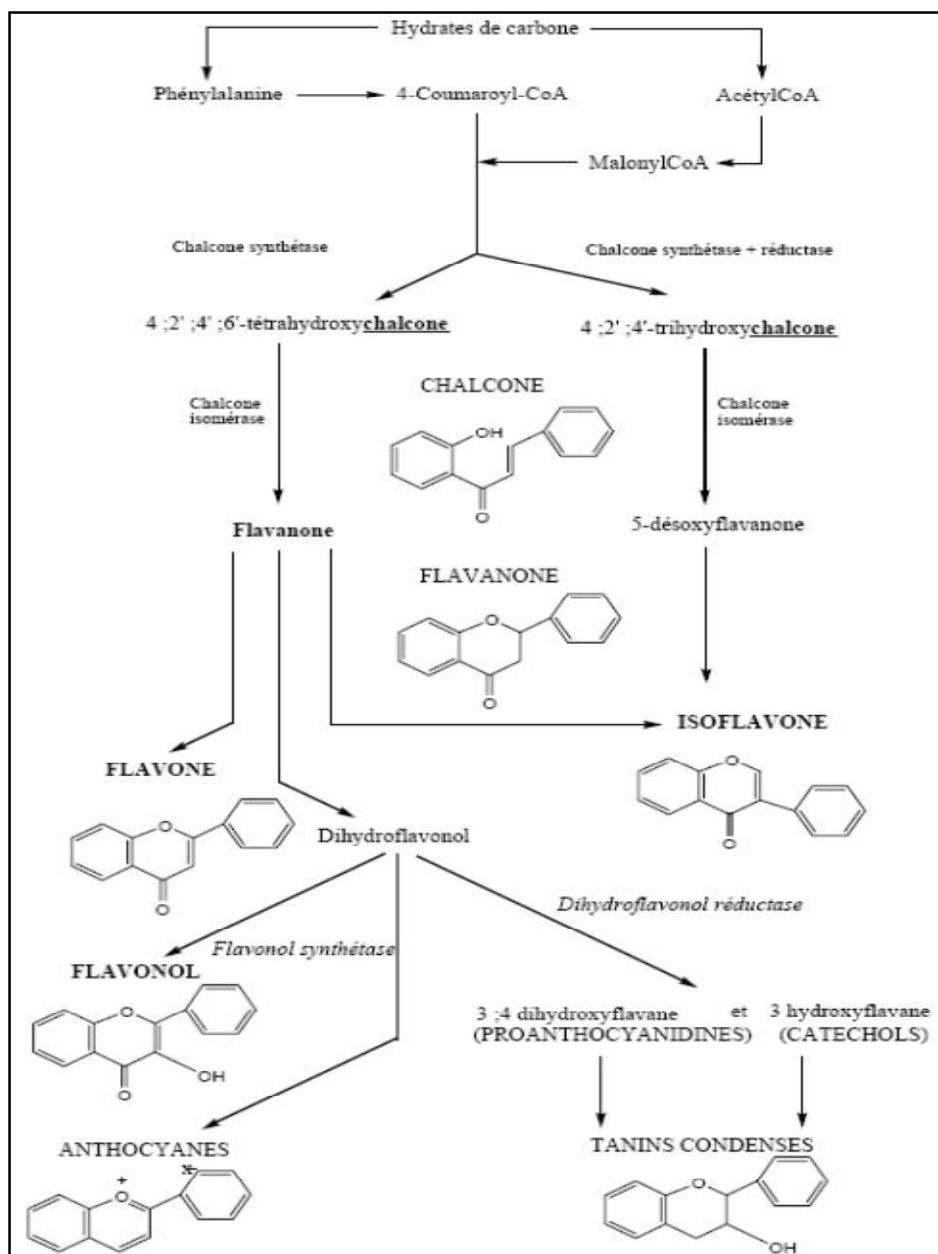 Hydrates de carbone
Phénylalanine
4-Coumaroyl-CoA
AcétylCoA
MalonylCoA
Chalcone synthétase
Chalcone synthétase + réductase
4 ;2' ;4' ;6'-tétrahydroxychalcone
4 ;2' ;4'-trihydroxychalcone
CHALCONE
Chalcone
isomérase
Chalcone
isomérase
OH
O
Flavanone
5-désoxyflavanone
FLAVANONE
O
O
ISOFLAVONE
FLAVONE
O
O
O
O
Dihydroflavonol
Dihydroflavonol réductase
Flavonol synthétase
FLAVONOL
O
OH
O
3 ;4 dihydroxyflavane et 3 hydroxyflavane
(PROANTHOCYANIDINES) (CATECHOLS)
ANTHOCYANES
X-
+
O
TANINS CONDENSES
O
OH